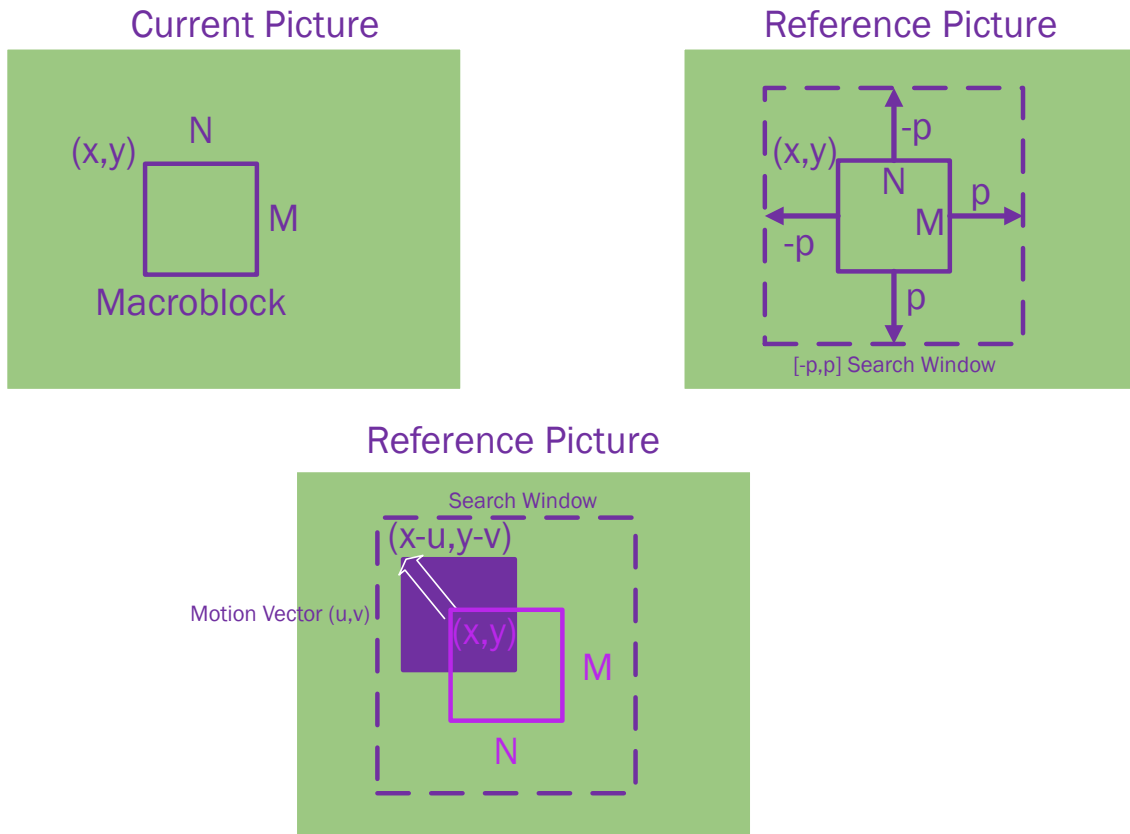 Current Picture
N
(x,y)
M
Macroblock
Reference Picture
-p
(x,y)
N
p
M
-p
p
[-p,p] Search Window
Reference Picture
Search Window
(x-u,y-v)
Motion Vector (u,v)
(x,y)
M
N